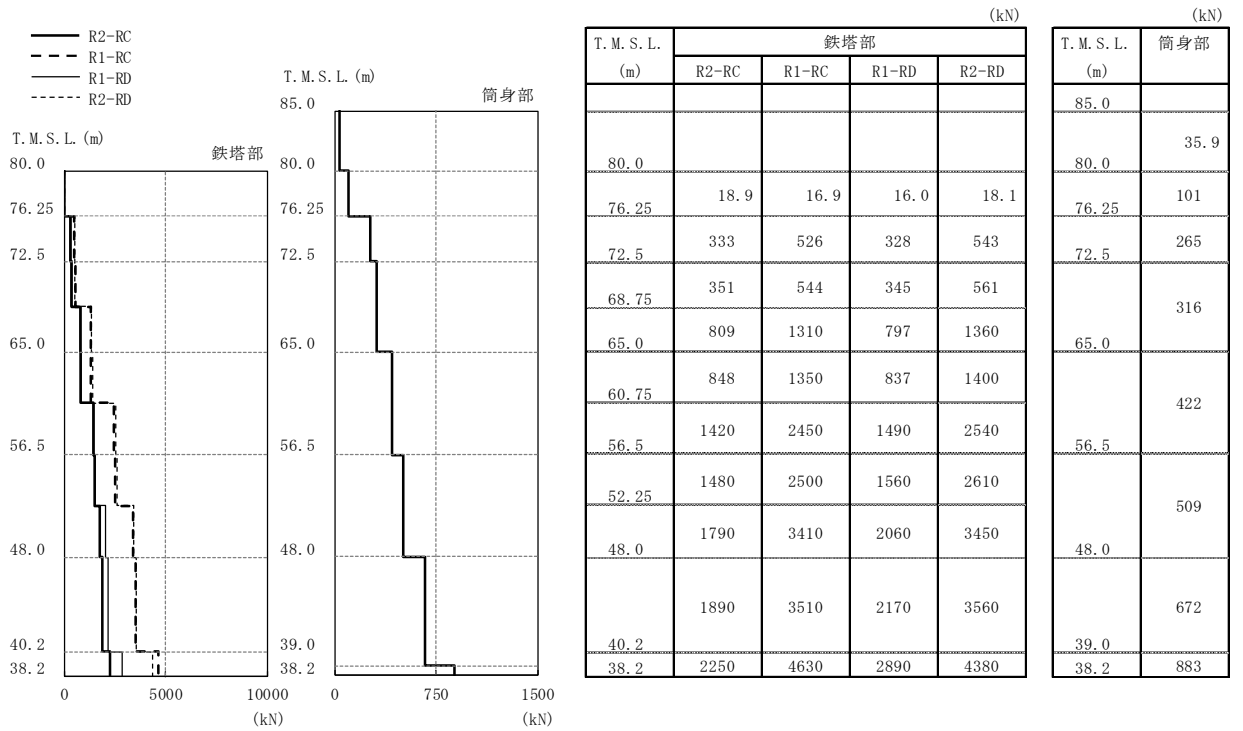 R2-RC
R1-RC
R1-RD
R2-RD
T.M.S.L.(m)
鉄塔部
80.0
76.25
72.5
65.0
56.5
48.0
40.2
38.2
0 5000 10000
(kN)
T.M.S.L.(m)
筒身部
85.0
80.0
76.25
72.5
65.0
56.5
48.0
39.0
38.2
0 750 1500
(kN)
(kN)
T.M.S.L. 鉄塔部
(m) R2-RC R1-RC R1-RD R2-RD
80.0
18.9 16.9 16.0 18.1
76.25
333 526 328 543
72.5
351 544 345 561
68.75
809 1310 797 1360
65.0
848 1350 837 1400
60.75
1420 2450 1490 2540
56.5
1480 2500 1560 2610
52.25
1790 3410 2060 3450
48.0
1890 3510 2170 3560
40.2
38.2 2250 4630 2890 4380
(kN)
T.M.S.L. 筒身部
(m)
85.0
35.9
80.0
101
76.25
265
72.5
316
65.0
422
56.5
509
48.0
672
39.0
38.2 883